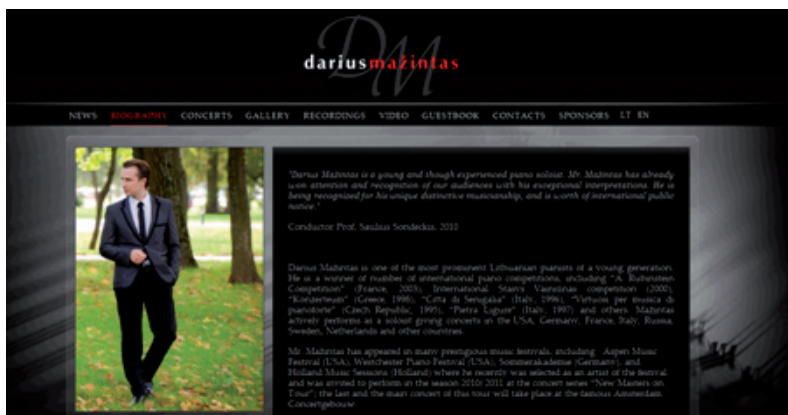 DM
dariusmažintas
NEWS BIOGRAPHY CONCERTS GALLERY RECORDINGS VIDEO GUESTBOOK CONTACTS SPONSORS LT EN
"Darius Mažintas is a young and though experienced piano soloist. Mr. Mažintas has already
won attention and recognition of our audiences with his exceptional interpretations. He is
being recognized for his unique distinctive musicianship, and is worth of international public
notice."
Conductor Prof. Saulius Sondeckis, 2010
Darius Mažintas is one of the most prominent Lithuanian pianists of a young generation.
He is a winner of number of international piano competitions, including "A. Rubinstein
Competition" (France, 2003), International Stasys Vainiūnas competition (2000),
"Konzerteum" (Greece, 1998), "Citta di Senigalia" (Italy, 1996), "Virtuosi per musica di
pianoforte" (Czech Republic, 1995), "Pietra Ligure" (Italy, 1997) and others. Mažintas
actively performs as a soloist giving concerts in the USA, Germany, France, Italy, Russia,
Sweden, Netherlands and other countries.
Mr. Mažintas has appeared in many prestigious music festivals, including Aspen Music
Festival (USA), Westchester Piano Festival (USA), Sommerakademie (Germany), and
Holland Music Sessions (Holland) where he recently was selected as an artist of the festival
and was invited to perform in the season 2010/2011 at the concert series "New Masters on
Tour"; the last and the main concert of this tour will take place at the famous Amsterdam
Concertgebouw.